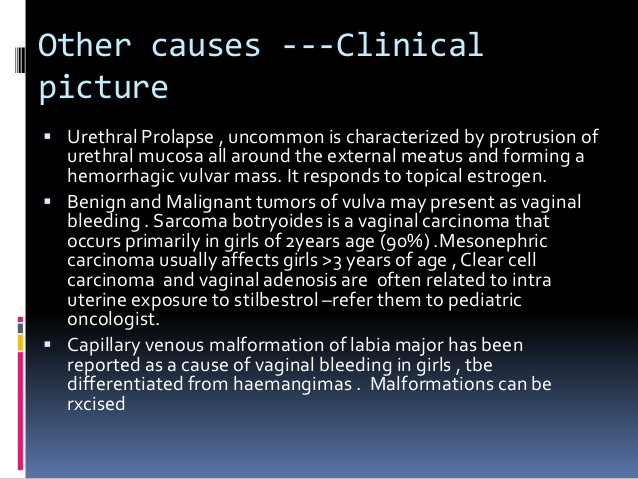 Other causes ---Clinical
picture
▪ Urethral Prolapse , uncommon is characterized by protrusion of
urethral mucosa all around the external meatus and forming a
hemorrhagic vulvar mass. It responds to topical estrogen.
▪ Benign and Malignant tumors of vulva may present as vaginal
bleeding . Sarcoma botryoides is a vaginal carcinoma that
occurs primarily in girls of 2years age (90%) .Mesonephric
carcinoma usually affects girls >3 years of age , Clear cell
carcinoma and vaginal adenosis are often related to intra
uterine exposure to stilbestrol –refer them to pediatric
oncologist.
▪ Capillary venous malformation of labia major has been
reported as a cause of vaginal bleeding in girls , tbe
differentiated from haemangimas . Malformations can be
rxcised